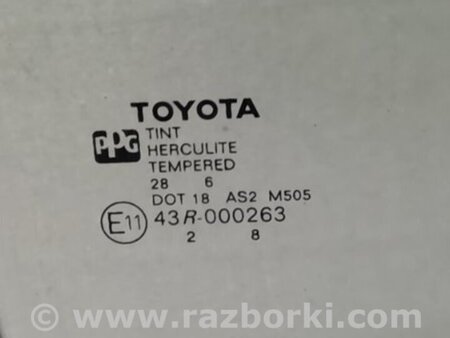 TOYOTA
PPG
TINT
HERCULITE
TEMPERED
28 6
DOT 18 AS2 M505
E11 43R-000263
2 8
© www.razborki.com